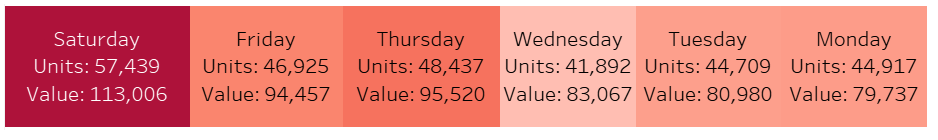 Saturday
Units: 57,439
Value: 113,006
Friday
Units: 46,925
Value: 94,457
Thursday
Units: 48,437
Value: 95,520
Wednesday
Units: 41,892
Value: 83,067
Tuesday
Units: 44,709
Value: 80,980
Monday
Units: 44,917
Value: 79,737